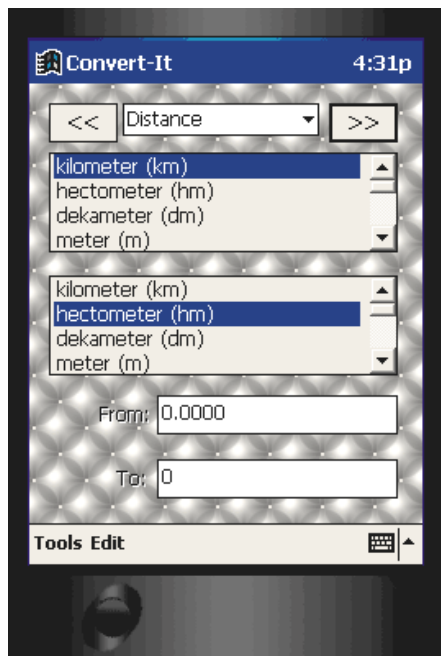 Convert-It 4:31p
<< Distance >>
kilometer (km)
hectometer (hm)
dekameter (dm)
meter (m)
kilometer (km)
hectometer (hm)
dekameter (dm)
meter (m)
From: 0.0000
To: 0
Tools Edit